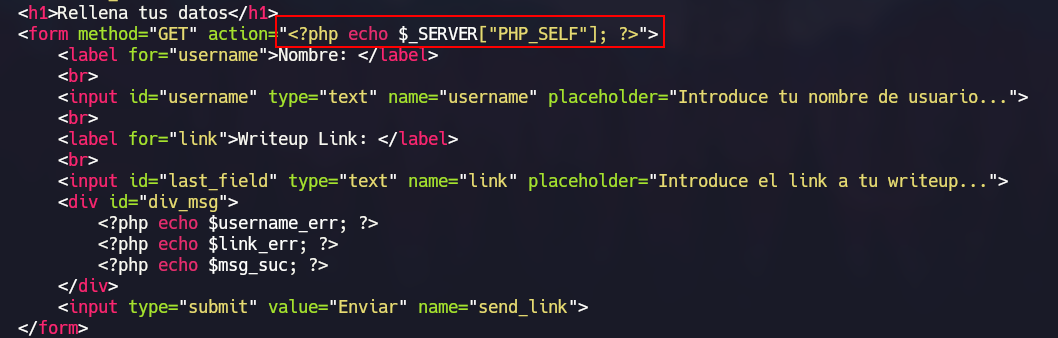 <h1>Rellena tus datos</h1>
<form method="GET" action="<?php echo $_SERVER["PHP_SELF"]; ?>">
<label for="username">Nombre: </label>
<br>
<input id="username" type="text" name="username" placeholder="Introduce tu nombre de usuario...">
<br>
<label for="link">Writeup Link: </label>
<br>
<input id="last_field" type="text" name="link" placeholder="Introduce el link a tu writeup...">
<div id="div_msg">
<?php echo $username_err; ?>
<?php echo $link_err; ?>
<?php echo $msg_suc; ?>
</div>
<input type="submit" value="Enviar" name="send_link">
</form>